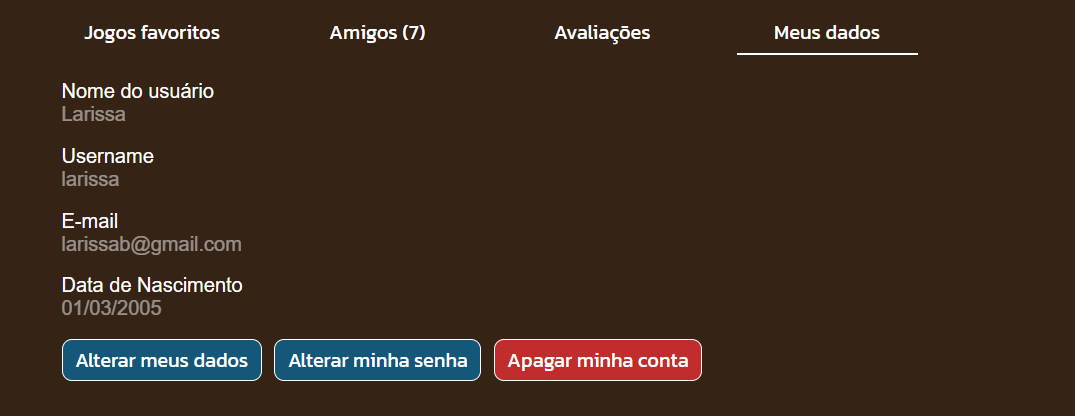 Jogos favoritos Amigos (7) Avaliações Meus dados
Nome do usuário
Larissa
Username
larissa
E-mail
larissab@gmail.com
Data de Nascimento
01/03/2005
Alterar meus dados Alterar minha senha Apagar minha conta